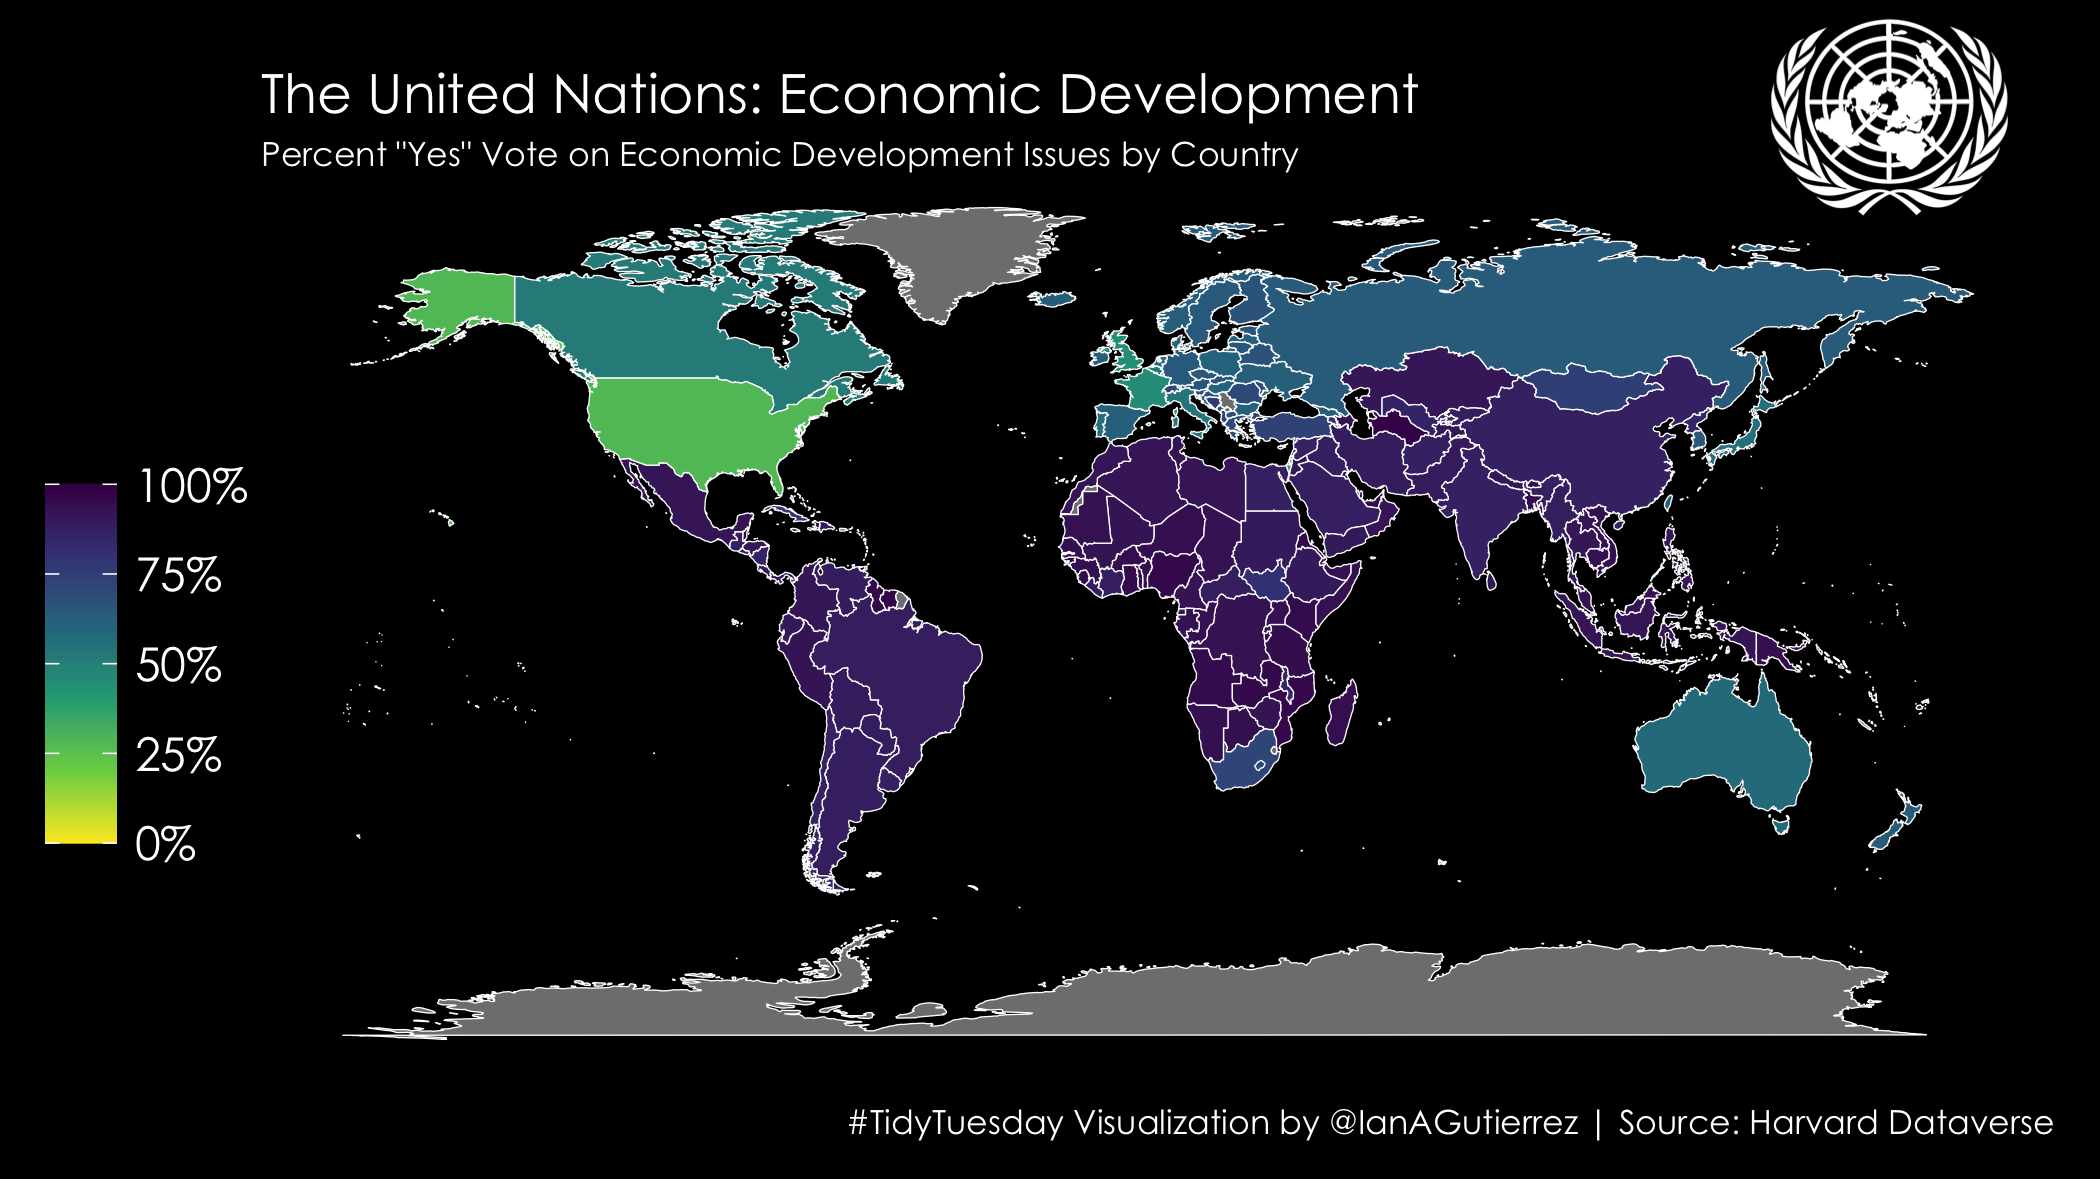 The United Nations: Economic Development
Percent "Yes" Vote on Economic Development Issues by Country
100%
75%
50%
25%
0%
#TidyTuesday Visualization by @IanAGutierrez | Source: Harvard Dataverse